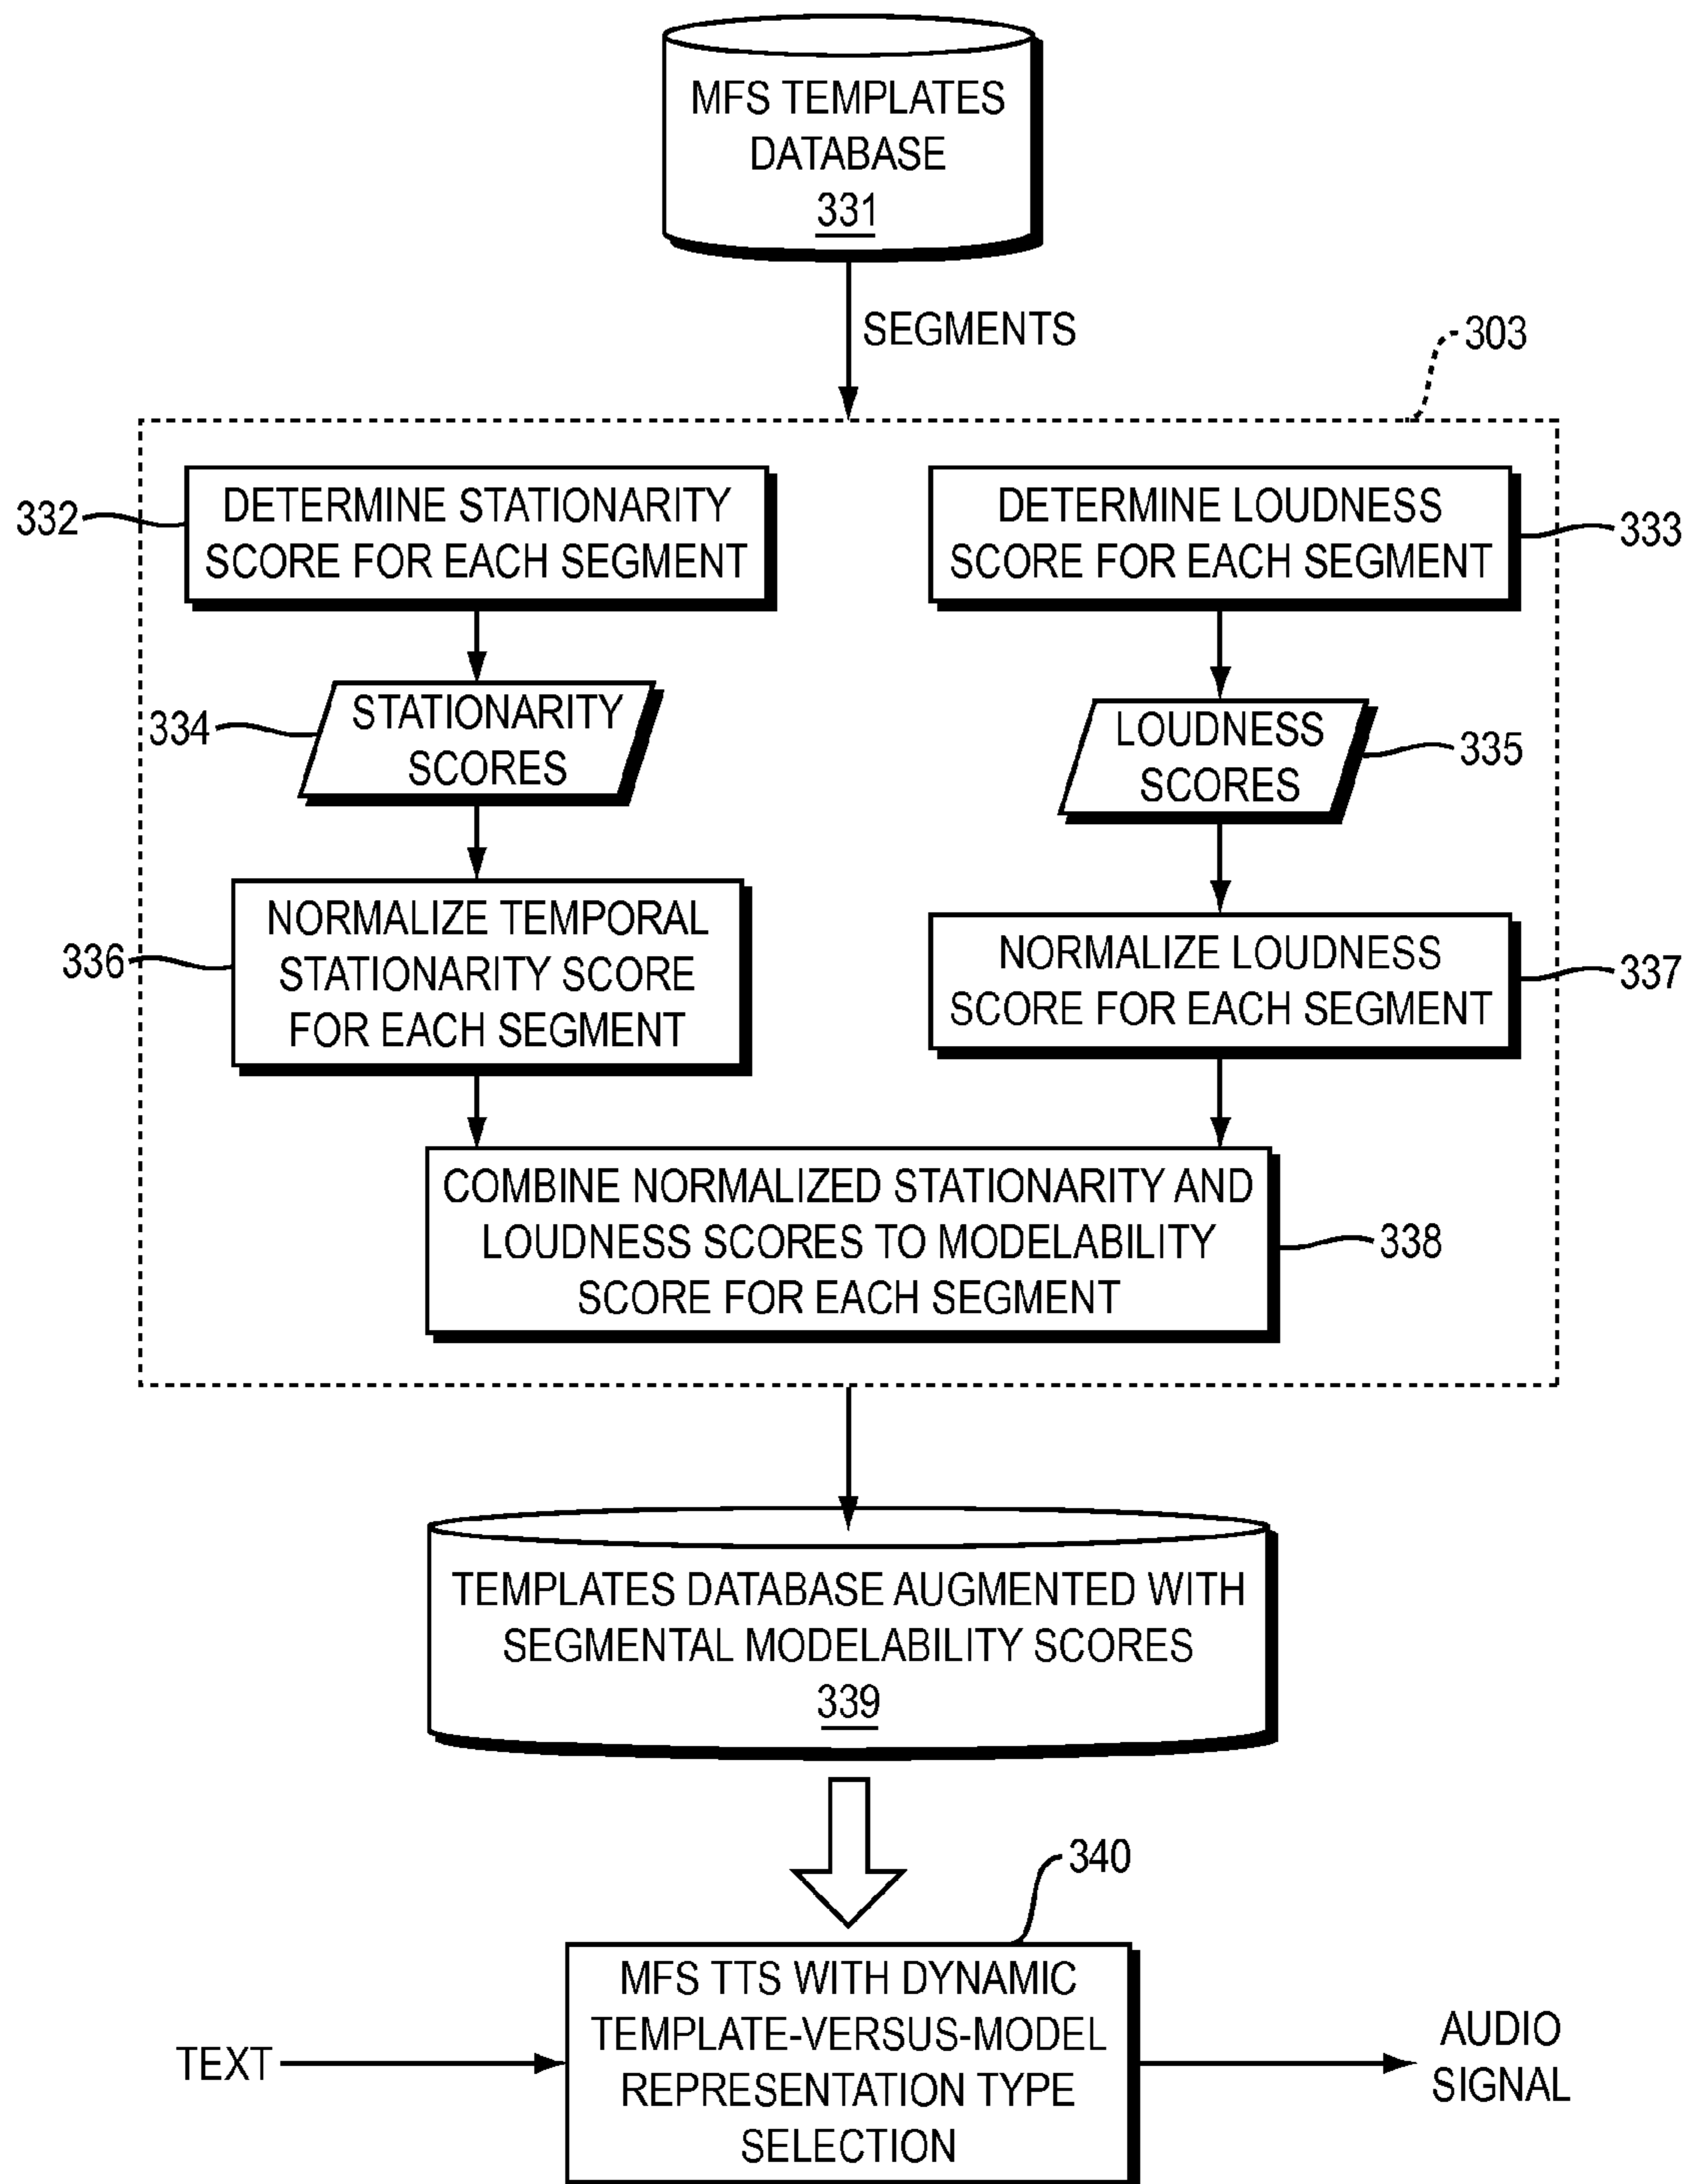 MFS TEMPLATES
DATABASE
331
SEGMENTS
303
332
DETERMINE STATIONARITY
SCORE FOR EACH SEGMENT
DETERMINE LOUDNESS
SCORE FOR EACH SEGMENT
333
334
STATIONARITY
SCORES
LOUDNESS
SCORES
335
336
NORMALIZE TEMPORAL
STATIONARITY SCORE
FOR EACH SEGMENT
NORMALIZE LOUDNESS
SCORE FOR EACH SEGMENT
337
COMBINE NORMALIZED STATIONARITY AND
LOUDNESS SCORES TO MODELABILITY
SCORE FOR EACH SEGMENT
338
TEMPLATES DATABASE AUGMENTED WITH
SEGMENTAL MODELABILITY SCORES
339
340
TEXT
MFS TTS WITH DYNAMIC
TEMPLATE-VERSUS-MODEL
REPRESENTATION TYPE
SELECTION
AUDIO
SIGNAL